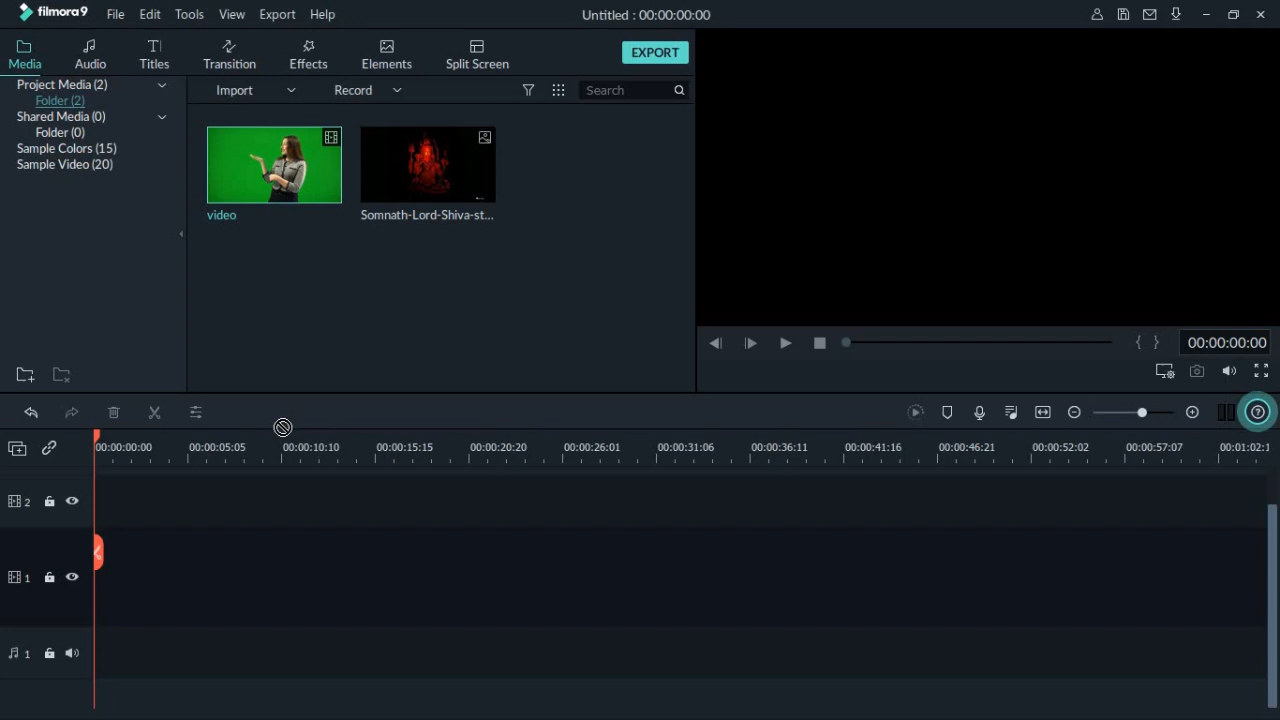 filmora9 File Edit Tools View Export Help Untitled : 00:00:00:00
Media Audio Titles Transition Effects Elements Split Screen EXPORT
Project Media (2)
Folder (2)
Shared Media (0)
Folder (0)
Sample Colors (15)
Sample Video (20)
Import Record Search
video Somnath-Lord-Shiva-st...
00:00:00:00
00:00:00:00 00:00:05:05 00:00:10:10 00:00:15:15 00:00:20:20 00:00:26:01 00:00:31:06 00:00:36:11 00:00:41:16 00:00:46:21 00:00:52:02 00:00:57:07 00:01:02:1
2
1
1